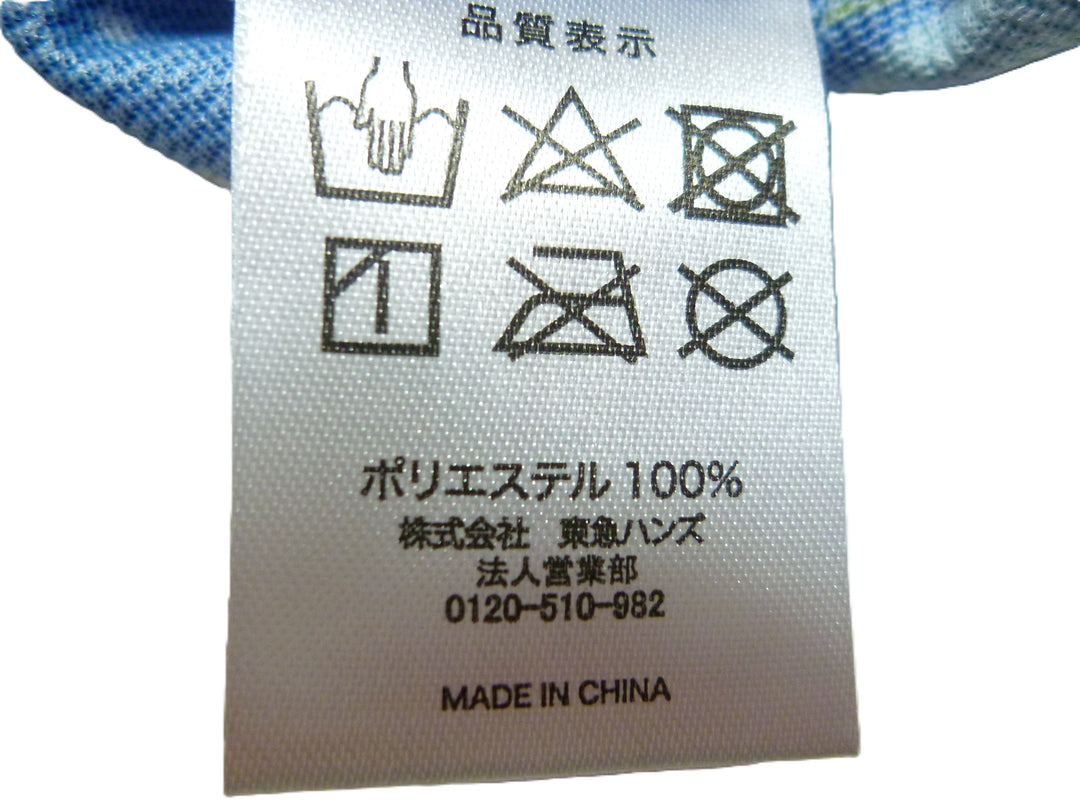 品質表示
ポリエステル 100%
株式会社 東急ハンズ
法人営業部
0120-510-982
MADE IN CHINA